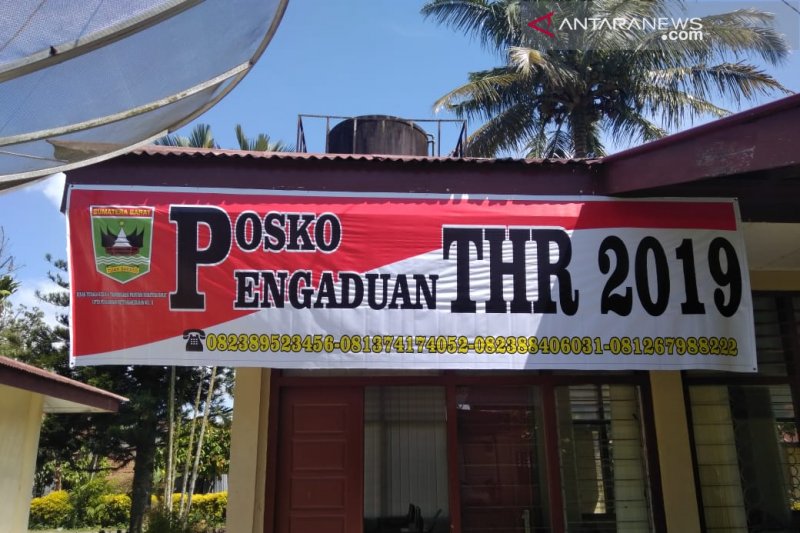 ANTARANEWS
.com
SUMATERA BARAT
POSKO
PENGADUAN
THR 2019
082389523456-081374174052-082388406031-081267988222